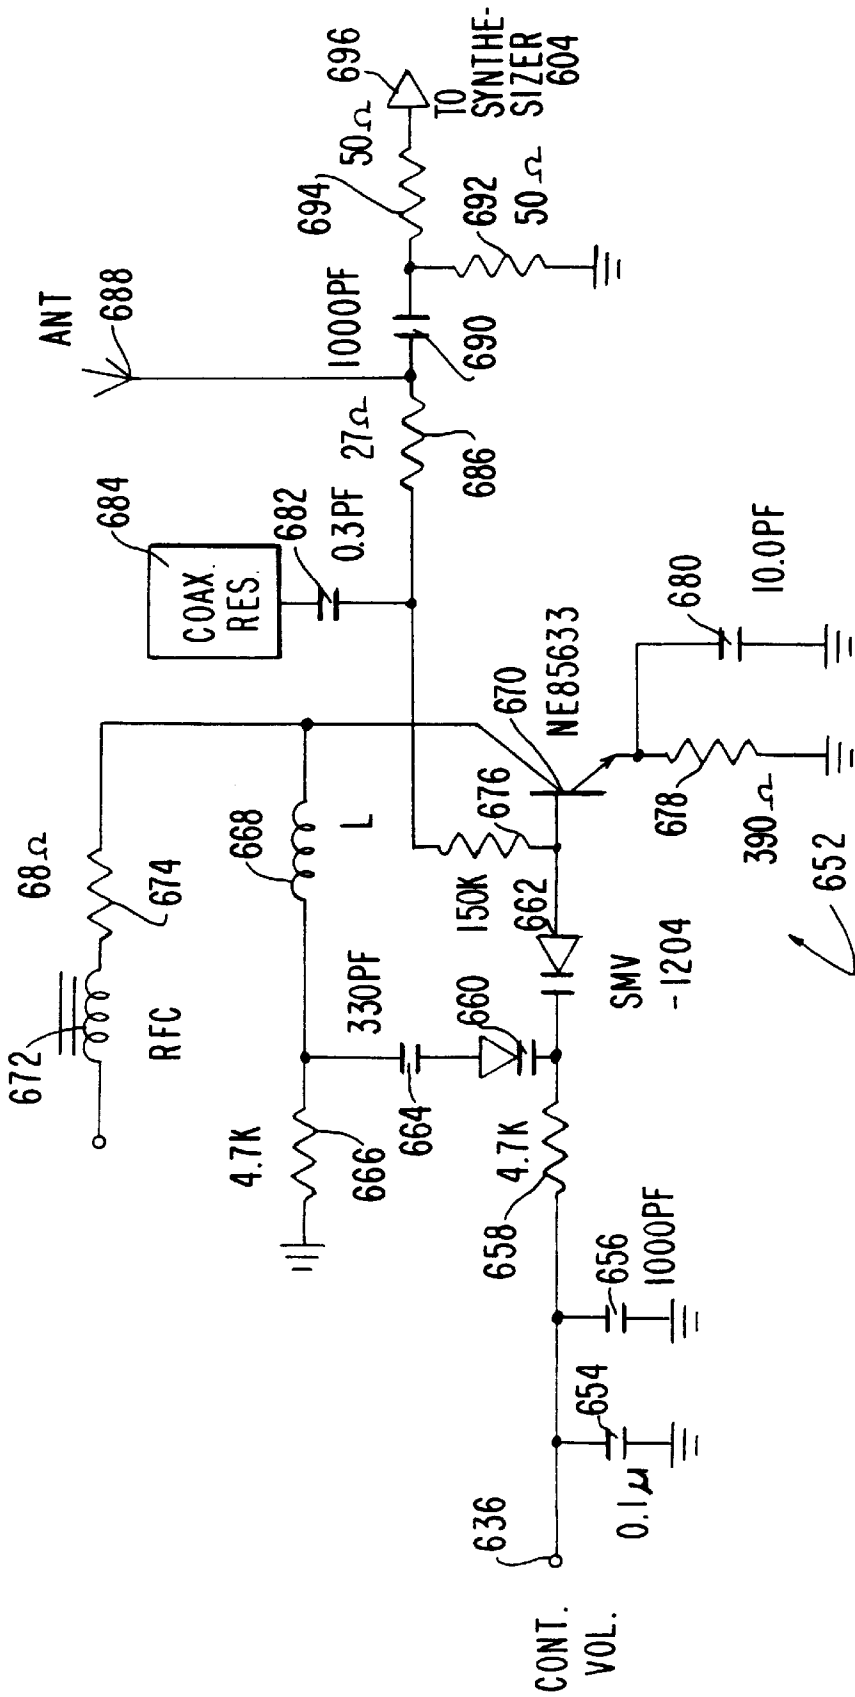 CONT.
VOL.
636
0.1μ
654
656
1000PF
658
4.7K
4.7K
666
664
330PF
660
672
RFC
68Ω
674
668
L
SMV
-1204
662
150K
676
670
NE85633
678
390Ω
652
680
10.0PF
684
COAX.
RES.
682
0.3PF
27Ω
686
ANT
688
1000PF
690
694
50Ω
692
50Ω
696
TO
SYNTHE-
SIZER
604